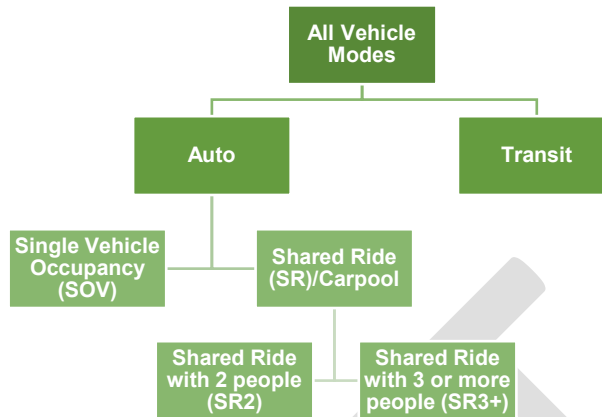 All Vehicle
Modes
Auto
Transit
Single Vehicle
Occupancy
(SOV)
Shared Ride
(SR)/Carpool
Shared Ride
with 2 people
(SR2)
Shared Ride
with 3 or more
people (SR3+)